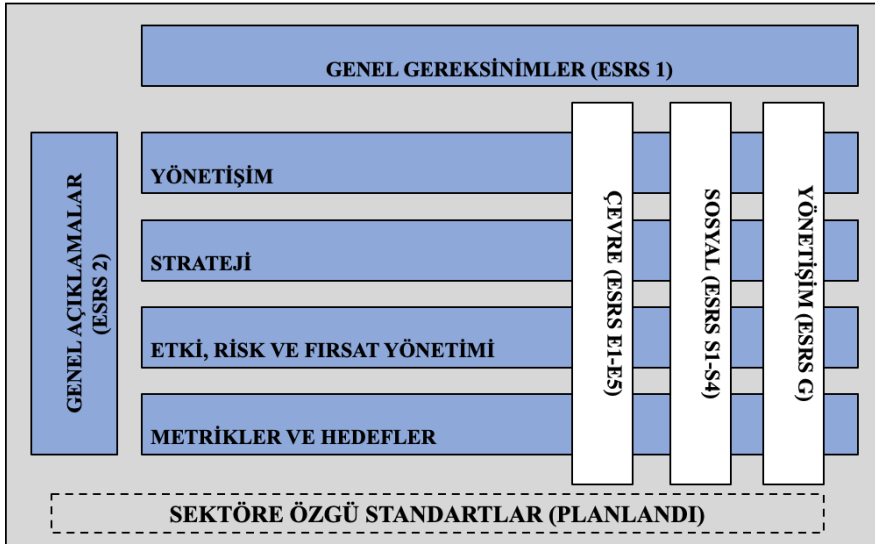 GENEL GEREKSİNİMLER (ESRS 1)
GENEL AÇIKLAMALAR
(ESRS 2)
YÖNETİŞİM
STRATEJİ
ETKİ, RİSK VE FIRSAT YÖNETİMİ
METRİKLER VE HEDEFLER
ÇEVRE (ESRS E1-E5)
SOSYAL (ESRS S1-S4)
YÖNETİŞİM (ESRS G)
SEKTÖRE ÖZGÜ STANDARTLAR (PLANLANDI)